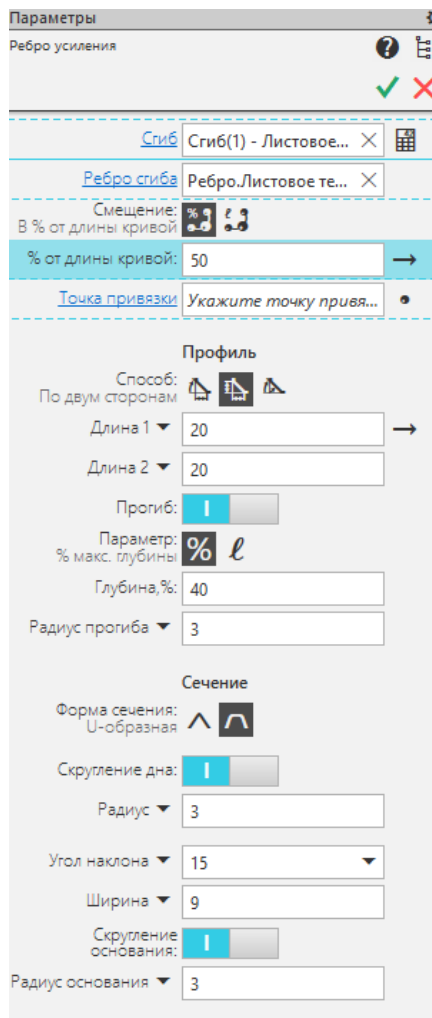 Параметры
Ребро усиления
Сгиб
Сгиб(1) - Листовое...
Ребро сгиба
Ребро.Листовое те...
Смещение:
В % от длины кривой
% от длины кривой:
50
Точка привязки
Укажите точку привя...
Профиль
Способ:
По двум сторонам
Длина 1
20
Длина 2
20
Прогиб:
Параметр:
% макс. глубины
%
ℓ
Глубина,%:
40
Радиус прогиба
3
Сечение
Форма сечения:
U-образная
Скругление дна:
Радиус
3
Угол наклона
15
Ширина
9
Скругление
основания:
Радиус основания
3